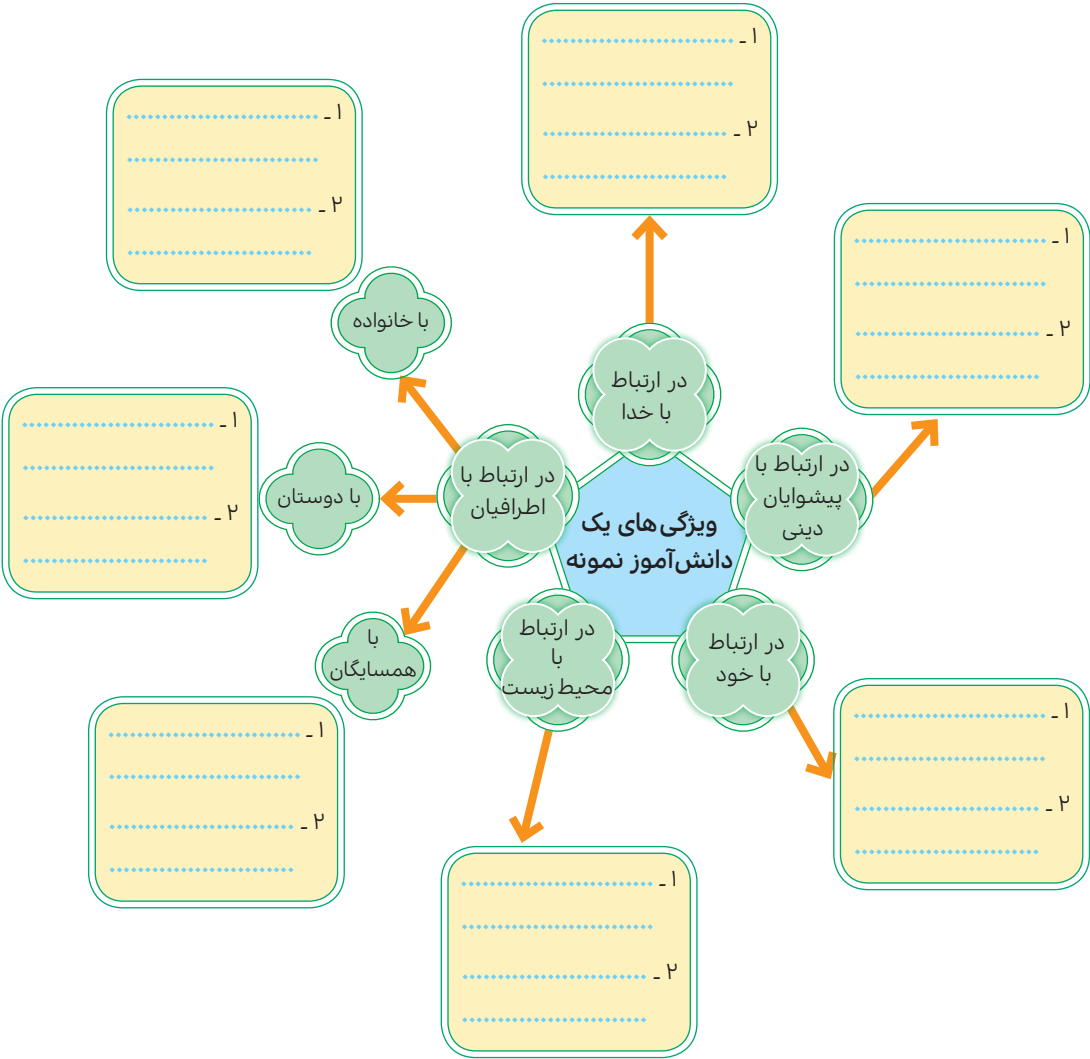 ۱ ـ
۲ ـ
۱ ـ
۲ ـ
۱ ـ
۲ ـ
با خانواده
در ارتباط
با خدا
در ارتباط با
پیشوایان
دینی
در ارتباط با
اطرافیان
با دوستان
۱ ـ
۲ ـ
ویژگی‌های یک
دانش‌آموز نمونه
در ارتباط
با خود
در ارتباط
با
محیط زیست
با
همسایگان
۱ ـ
۲ ـ
۱ ـ
۲ ـ
۱ ـ
۲ ـ